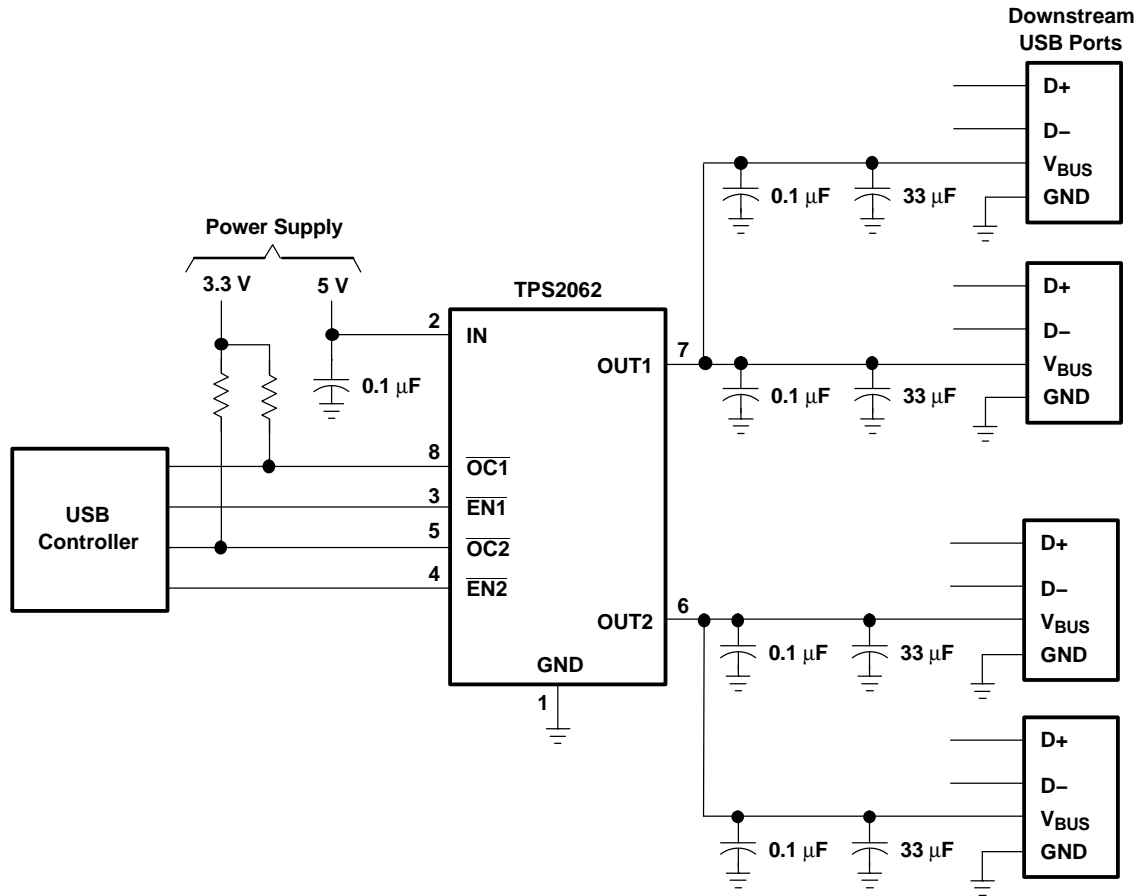 Downstream
USB Ports
D+
D−
VBUS
GND
0.1 μF
33 μF
Power Supply
3.3 V
5 V
0.1 μF
TPS2062
2
IN
OUT1
7
D+
D−
VBUS
GND
0.1 μF
33 μF
USB
Controller
8
OC1
3
EN1
5
OC2
4
EN2
OUT2
6
GND
1
D+
D−
VBUS
GND
0.1 μF
33 μF
D+
D−
VBUS
GND
0.1 μF
33 μF